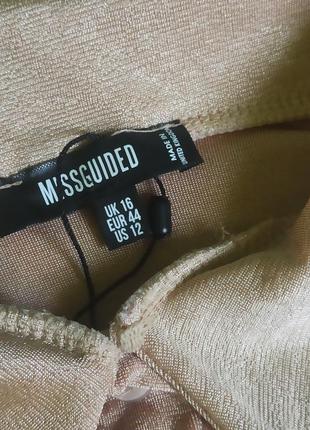 MISSGUIDED
UK 16
EUR 44
US 12
MADE IN
UNITED KINGDOM